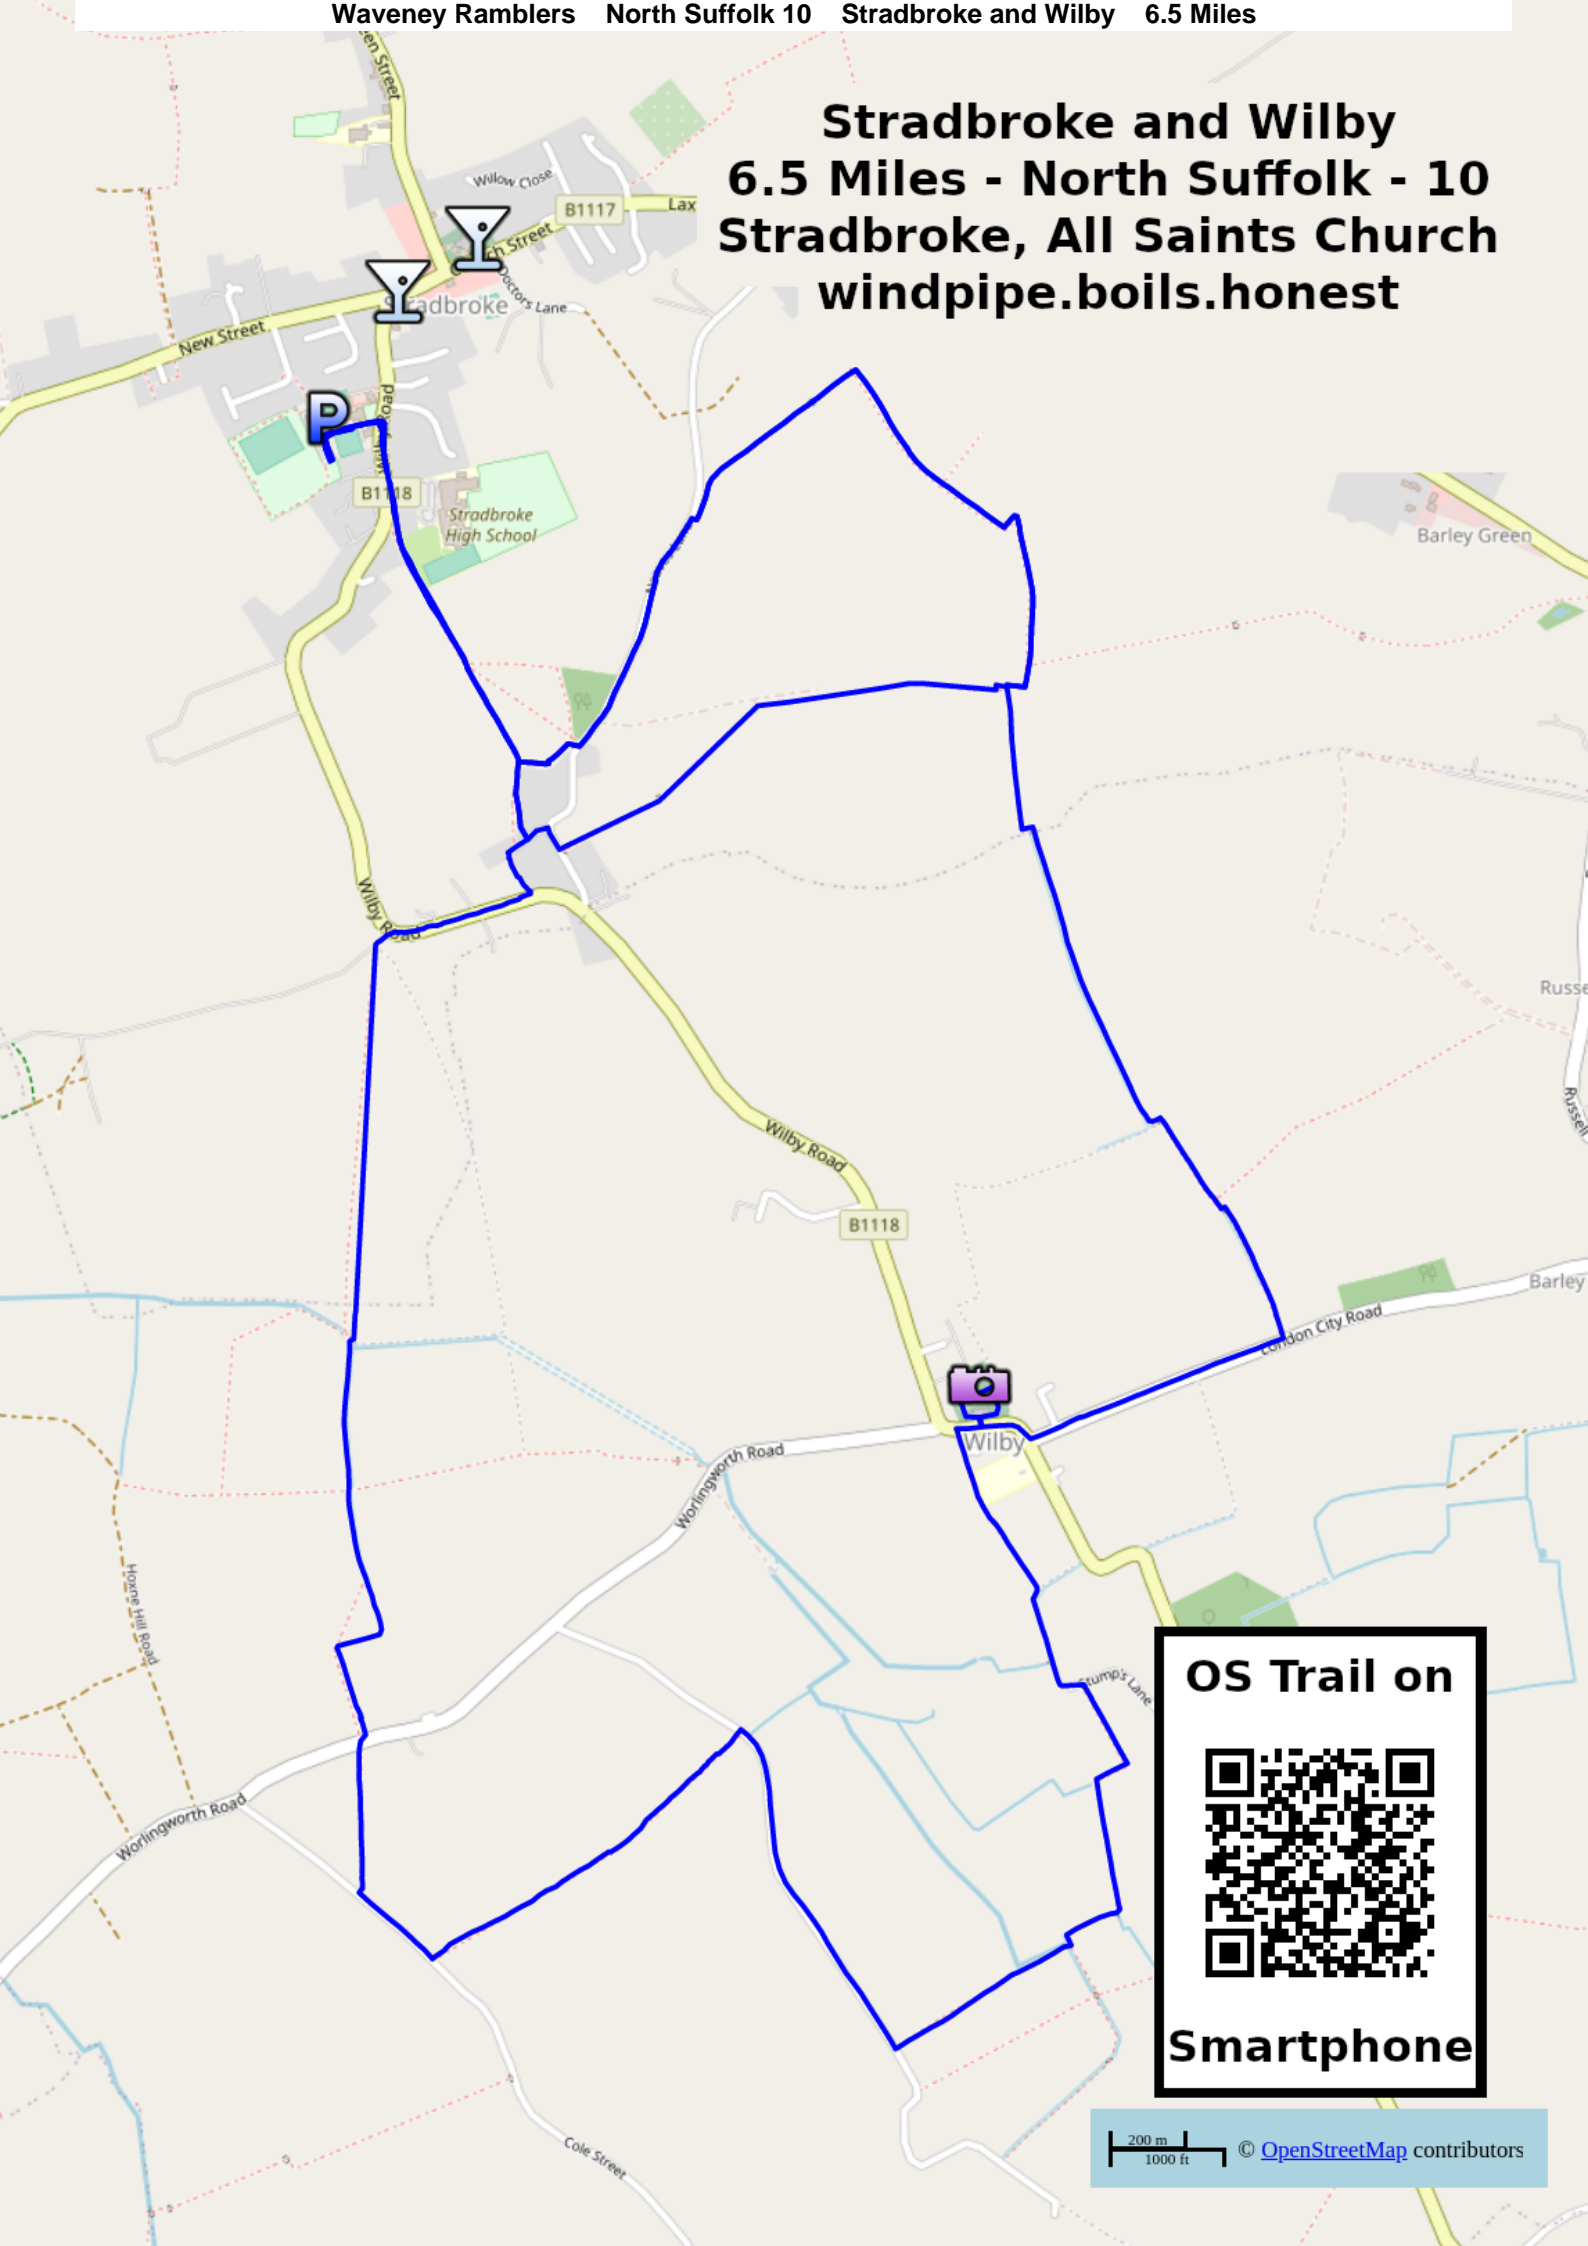 Waveney Ramblers North Suffolk 10 Stradbroke and Wilby 6.5 Miles
Stradbroke and Wilby
6.5 Miles - North Suffolk - 10
Stradbroke, All Saints Church
windpipe.boils.honest
Willow Close
B1117
Doctors Lane
New Street
P
B1118
Stradbroke
High School
Barley Green
Wilby Road
Wilby Road
B1118
London City Road
Barley
Wilby
Worlingworth Road
Hoxne Hill Road
Stump's Lane
Worlingworth Road
Cole Street
OS Trail on
Smartphone
200 m
1000 ft
© OpenStreetMap contributors